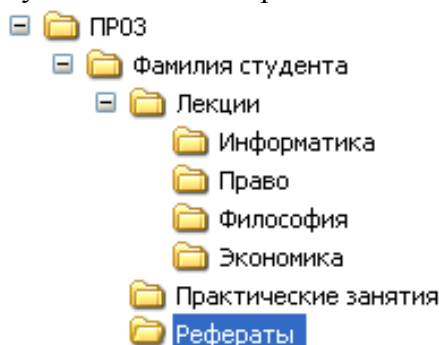 ПР03
Фамилия студента
Лекции
Информатика
Право
Философия
Экономика
Практические занятия
Рефераты